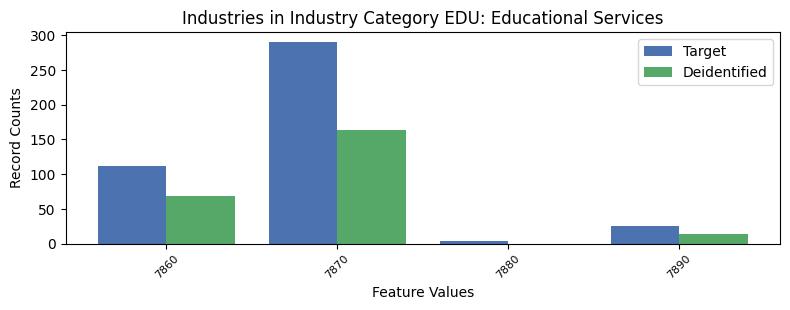 Industries in Industry Category EDU: Educational Services
300
250
200
150
100
50
0
Record Counts
Target
Deidentified
7860
7870
7880
7890
Feature Values